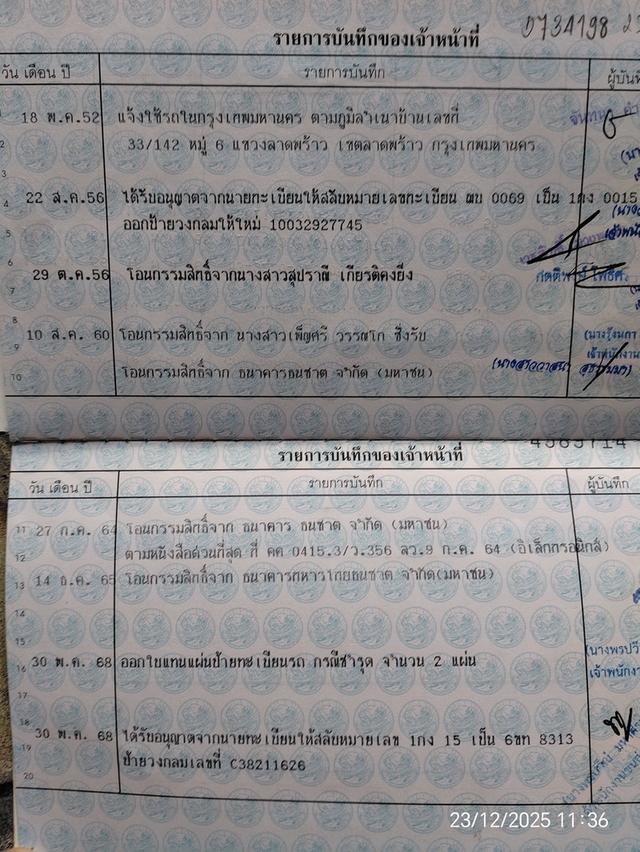 รายการบันทึกของเจ้าหน้าที่ 0734198
วัน เดือน ปี รายการบันทึก ผู้บันทึ
18 พ.ค.52 แจ้งใช้รถในกรุงเทพมหานคร ตามภูมิลำเนาบ้านเลขที่
33/142 หมู่ 6 แขวงลาดพร้าว เขตลาดพร้าว กรุงเทพมหานคร
22 ส.ค.56 ได้รับอนุญาตจากนายทะเบียนให้สลับหมายเลขทะเบียน ผบ 0069 เป็น 1กง 0015
ออกป้ายวงกลมให้ใหม่ 10032927745
29 ต.ค.56 โอนกรรมสิทธิ์จากนางสาวสุปราณี เกียรติคงยิ่ง
10 ส.ค. 60 โอนกรรมสิทธิ์จาก นางสาวเพ็ญศรี วรรณโก ซึ่งรับ
โอนกรรมสิทธิ์จาก ธนาคารธนชาต จำกัด (มหาชน)
4565714
รายการบันทึกของเจ้าหน้าที่
วัน เดือน ปี รายการบันทึก ผู้บันทึก
11 27 ก.ค. 64 โอนกรรมสิทธิ์จาก ธนาคาร ธนชาต จำกัด (มหาชน)
12 ตามหนังสือด่วนที่สุด ที่ คค 0415.3/ว.356 ลว.9 ก.ค. 64 (อิเล็กทรอนิกส์)
13 14 ธ.ค. 65 โอนกรรมสิทธิ์จาก ธนาคารทหารไทยธนชาต จำกัด(มหาชน)
14
15
16 30 พ.ค. 68 ออกใบแทนแผ่นป้ายทะเบียนรถ กรณีชำรุด จำนวน 2 แผ่น
17
18
19 30 พ.ค. 68 ได้รับอนุญาตจากนายทะเบียนให้สลับหมายเลข 1กง 15 เป็น 6ขท 8313
20 ป้ายวงกลมเลขที่ C38211626
23/12/2025 11:36